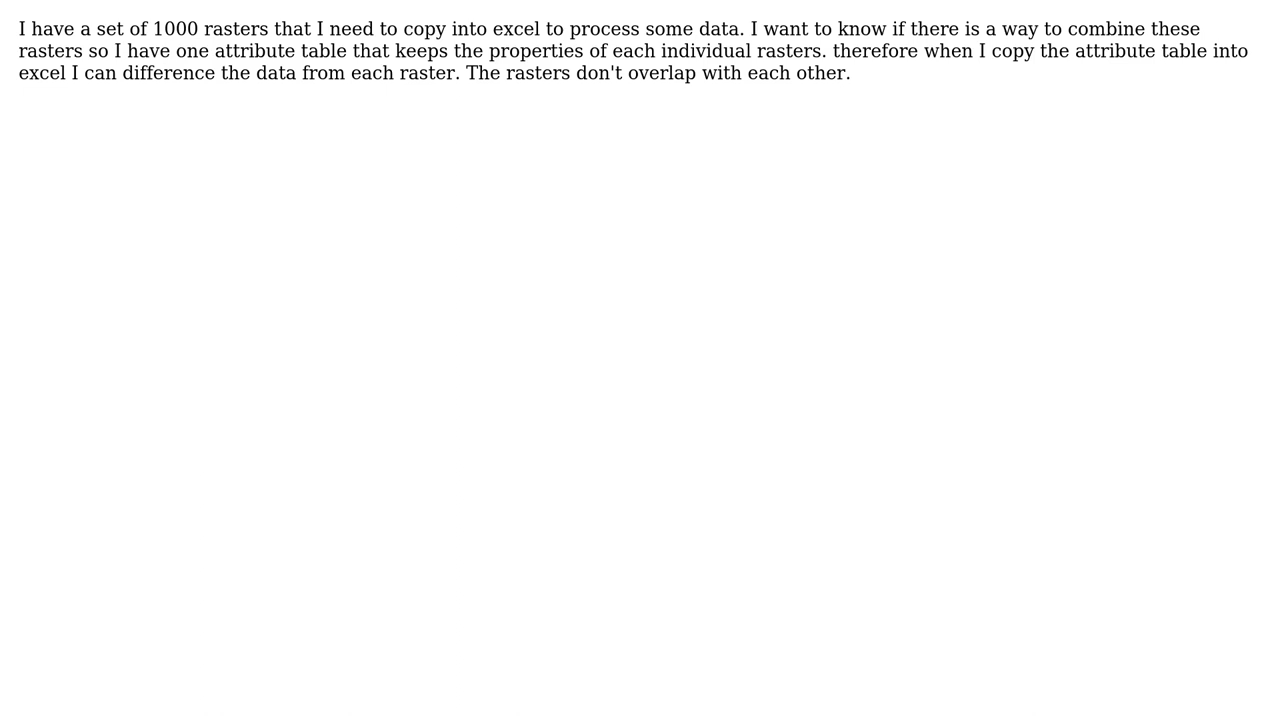 I have a set of 1000 rasters that I need to copy into excel to process some data. I want to know if there is a way to combine these
rasters so I have one attribute table that keeps the properties of each individual rasters. therefore when I copy the attribute table into
excel I can difference the data from each raster. The rasters don't overlap with each other.